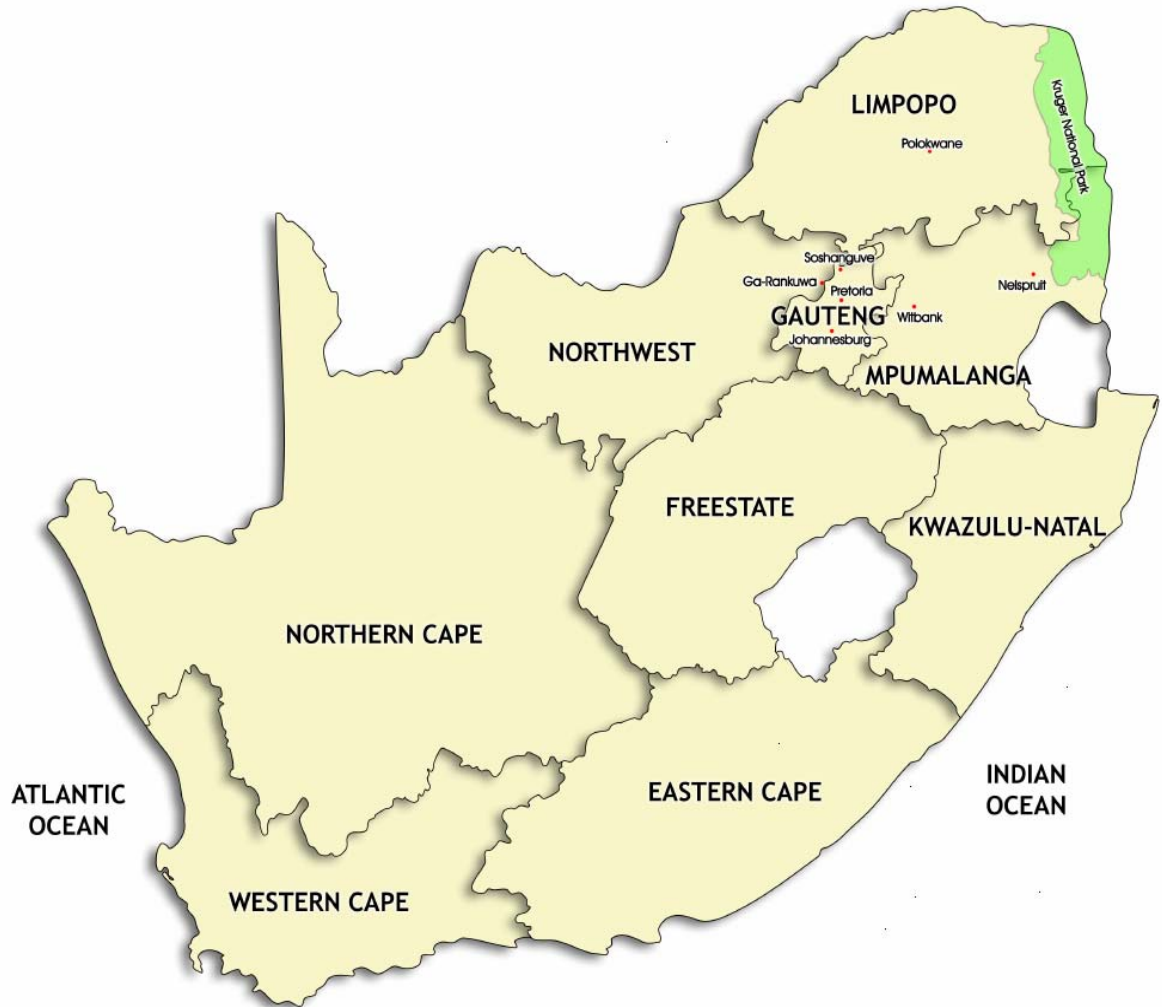 LIMPOPO
Kruger National Park
Polokwane
Soshanguve
Ga-Rankuwa
Pretoria
Nelspruit
GAUTENG
Witbank
Johannesburg
NORTHWEST
MPUMALANGA
FREESTATE
KWAZULU-NATAL
NORTHERN CAPE
ATLANTIC
OCEAN
EASTERN CAPE
INDIAN
OCEAN
WESTERN CAPE